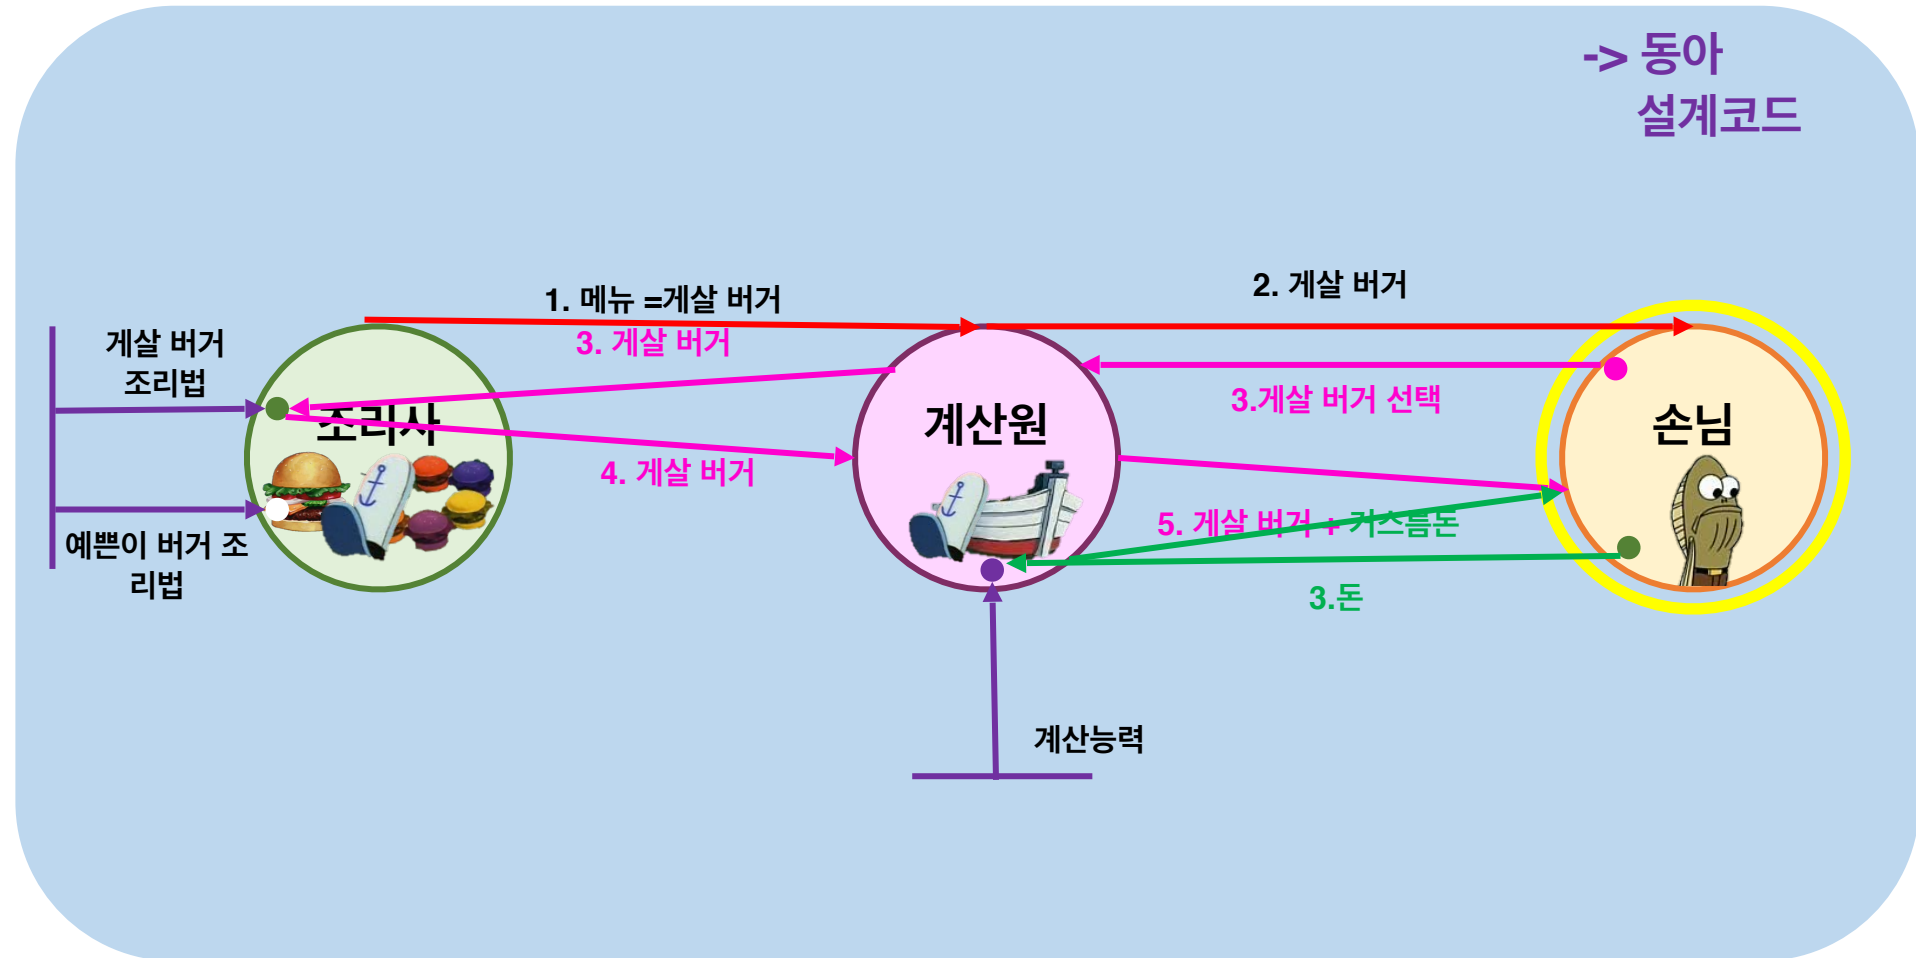 -> 동아
설계코드
1. 메뉴 =게살 버거
2. 게살 버거
3. 게살 버거
게살 버거
조리법
3.게살 버거 선택
조리사
계산원
손님
4. 게살 버거
5. 게살 버거 + 거스름돈
예쁜이 버거 조
리법
3.돈
계산능력